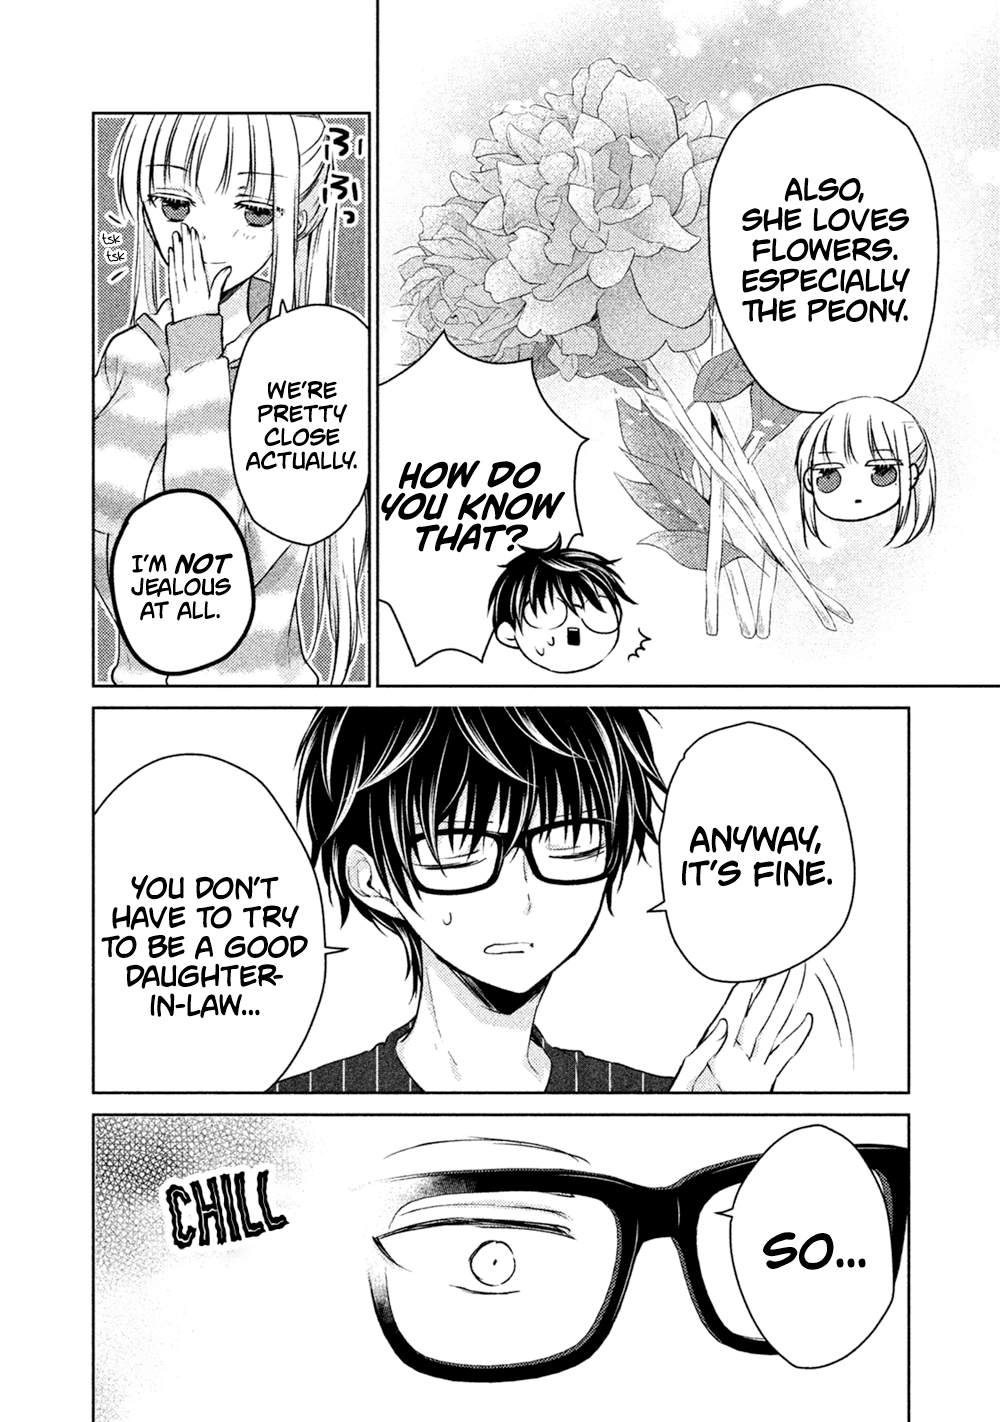 ALSO,
SHE LOVES
FLOWERS.
ESPECIALLY
THE PEONY.
HOW DO
YOU KNOW
THAT?
ふふっ
WE'RE
PRETTY
CLOSE
ACTUALLY.
tsk
tsk
I'M NOT
JEALOUS
AT ALL.
ANYWAY,
IT'S FINE.
YOU DON'T
HAVE TO TRY
TO BE A GOOD
DAUGHTER-
IN-LAW...
SO...
CHILL